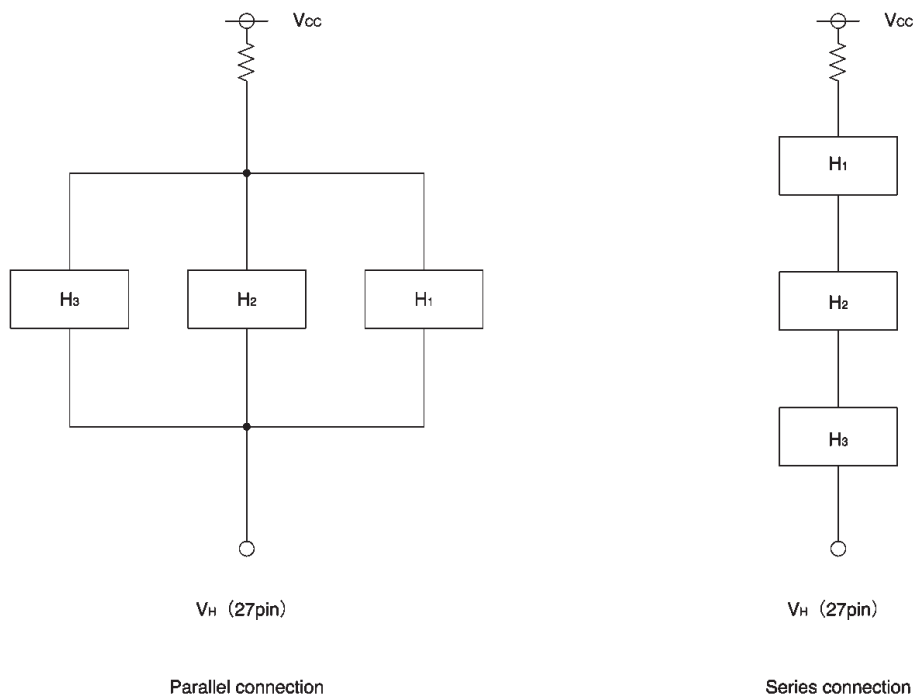 VCC VCC
H1
H3 H2 H1 H2
H3
VH (27pin) VH (27pin)
Parallel connection Series connection